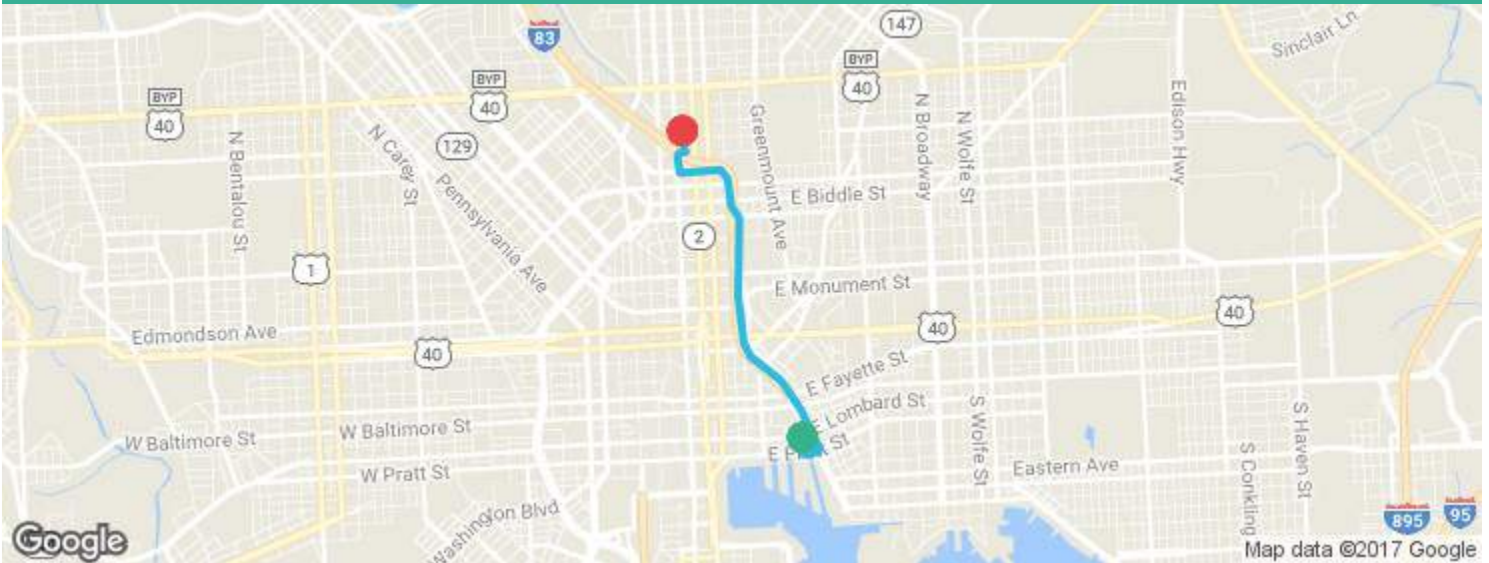 147
Sinclair Ln
83
BYP
40
BYP
40
BYP
40
Edison Hwy
N Broadway
N Wolfe St
Greenmount Ave
N Bentalou St
N Carey St
129
Pennsylvania Ave
E Biddle St
2
1
E Monument St
40
40
Edmondson Ave
40
E Fayette St
E Lombard St
W Baltimore St
W Baltimore St
S Wolfe St
S Haven St
St
W Pratt St
Eastern Ave
S Conkling
Washington Blvd
895
95
Google
Map data ©2017 Google